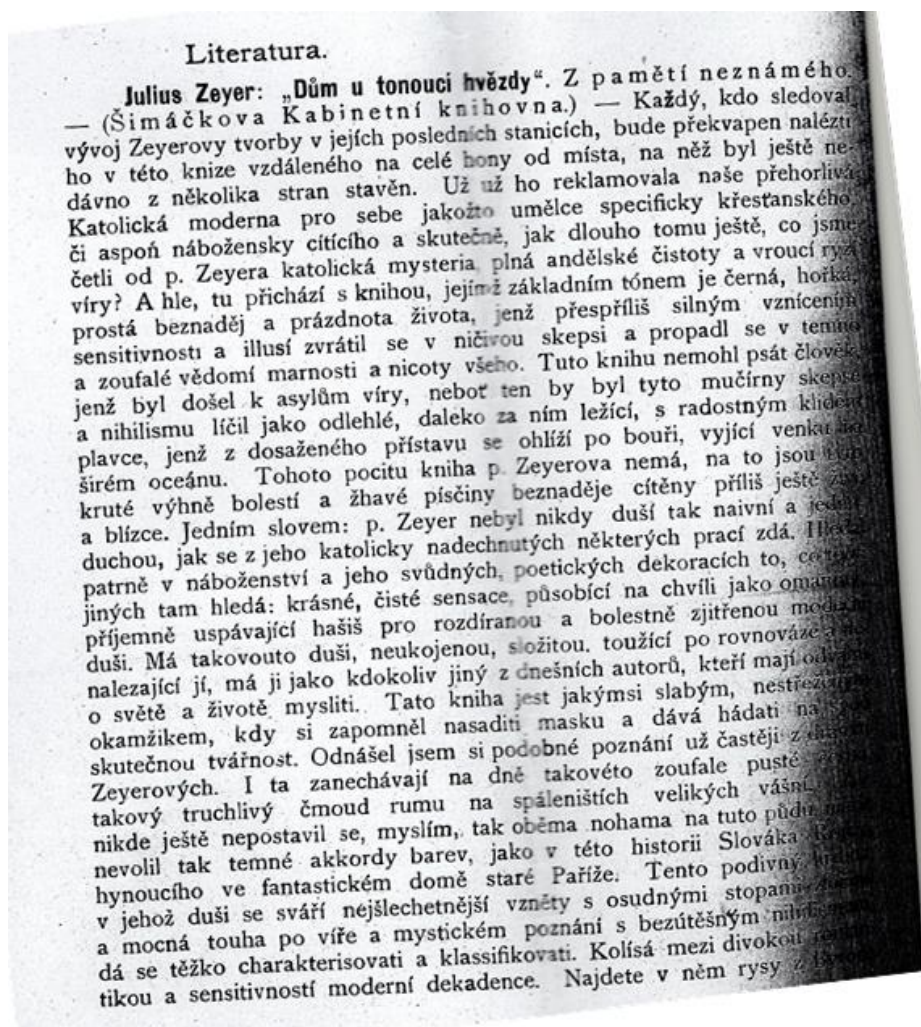 Literatura.
Julius Zeyer: „Dům u tonoucí hvězdy“. Z pamětí neznámého.
— (Šimáčkova Kabinetní knihovna.) — Každý, kdo sledoval
vývoj Zeyerovy tvorby v jejích posledních stanicích, bude překvapen nalézti
ho v této knize vzdáleného na celé hony od místa, na něž byl ještě ne-
dávno z několika stran stavěn. Už už ho reklamovala naše přehorlivá
Katolická moderna pro sebe jakožto umělce specificky křesťanského
či aspoň nábožensky cítícího a skutečně, jak dlouho tomu ještě, co jsme
četli od p. Zeyera katolická mysteria plná andělské čistoty a vroucí ryzí
víry? A hle, tu přichází s knihou, jejímž základním tónem je černá, hořká,
prostá beznaděj a prázdnota života, jenž přespříliš silným vznícením
sensitivnosti a illusí zvrátil se v ničivou skepsi a propadl se v temno
a zoufalé vědomí marnosti a nicoty všeho. Tuto knihu nemohl psát člověk,
jenž byl došel k asylům víry, neboť ten by byl tyto mučírny skepse
a nihilismu líčil jako odlehlé, daleko za ním ležící, s radostným klidem
plavce, jenž z dosaženého přístavu se ohlíží po bouři, vyjící venku na
širém oceánu. Tohoto pocitu kniha p. Zeyerova nemá, na to jsou
kruté výhně bolestí a žhavé písčiny beznaděje cítěny příliš ještě
a blízce. Jedním slovem: p. Zeyer nebyl nikdy duší tak naivní a
duchou, jak se z jeho katolicky nadechnutých některých prací zdá.
patrně v náboženství a jeho svůdných, poetických dekoracích to,
jiných tam hledá: krásné, čisté sensace, působící na chvíli jako
příjemně uspávající hašiš pro rozdíranou a bolestně zjitřenou
duši. Má takovouto duši, neukojenou, složitou, toužící po rovnováze a
nalezající jí, má ji jako kdokoliv jiný z dnešních autorů, kteří mají odvahu
o světě a životě mysliti. Tato kniha jest jakýmsi slabým,
okamžikem, kdy si zapomněl nasaditi masku a dává hádati na
skutečnou tvářnost. Odnášel jsem si podobné poznání už častěji z
Zeyerových. I ta zanechávají na dně takovéto zoufale pusté
takový truchlivý čmoud rumu na spáleništích velikých vášní,
nikde ještě nepostavil se, myslím, tak oběma nohama na tuto půdu,
nevolil tak temné akkordy barev, jako v této historii Slováka
hynoucího ve fantastickém domě staré Paříže. Tento podivný
v jehož duši se sváří nejšlechetnější vzněty s osudnými stopami
a mocná touha po víře a mystickém poznání s bezútěšným
dá se těžko charakterisovati a klassifikovati. Kolísá mezi divokou
tikou a sensitivností moderní dekadence. Najdete v něm rysy z